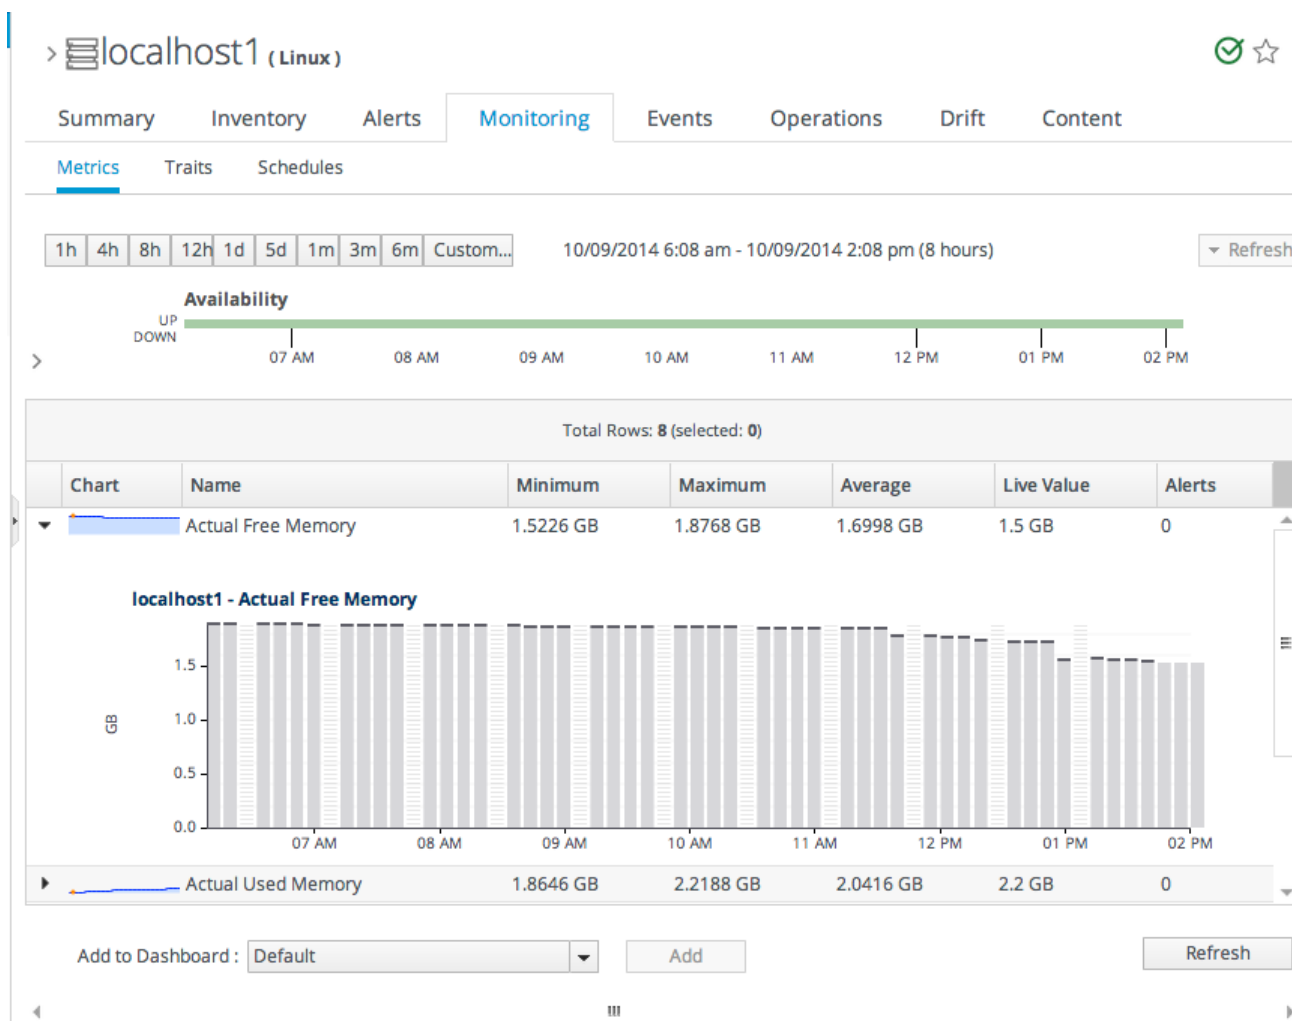 localhost1 ( Linux )
Summary Inventory Alerts Monitoring Events Operations Drift Content
Metrics Traits Schedules
1h 4h 8h 12h 1d 5d 1m 3m 6m Custom... 10/09/2014 6:08 am - 10/09/2014 2:08 pm (8 hours) Refresh
Availability
UP
DOWN
07 AM 08 AM 09 AM 10 AM 11 AM 12 PM 01 PM 02 PM
Total Rows: 8 (selected: 0)
Chart Name Minimum Maximum Average Live Value Alerts
Actual Free Memory 1.5226 GB 1.8768 GB 1.6998 GB 1.5 GB 0
localhost1 - Actual Free Memory
1.5
1.0
GB
0.5
0.0
07 AM 08 AM 09 AM 10 AM 11 AM 12 PM 01 PM 02 PM
Actual Used Memory 1.8646 GB 2.2188 GB 2.0416 GB 2.2 GB 0
Add to Dashboard : Default Add Refresh